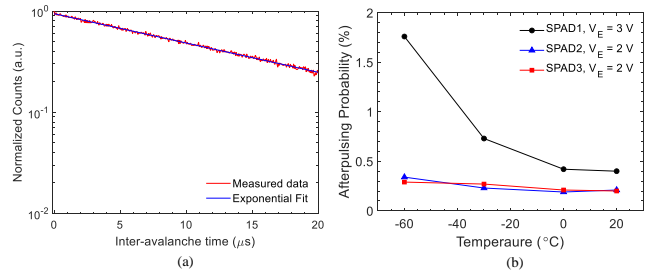 10^0
10^-1
10^-2
Normalized Counts (a.u.)
Measured data
Exponential Fit
0 5 10 15 20
Inter-avalanche time (μs)
(a)
2
1.5
1
0.5
0
Afterpulsing Probability (%)
SPAD1, V_E = 3 V
SPAD2, V_E = 2 V
SPAD3, V_E = 2 V
-60 -40 -20 0 20
Temperaure (°C)
(b)